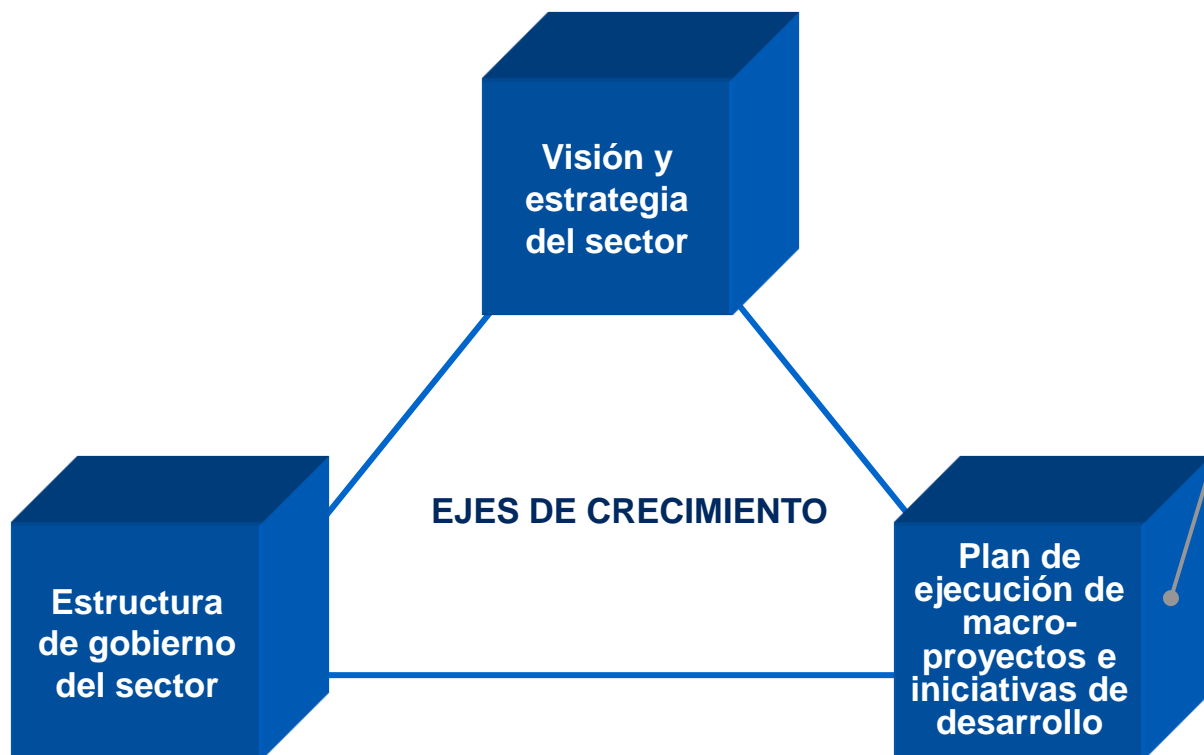 Visión y
estrategia
del sector
EJES DE CRECIMIENTO
Estructura
de gobierno
del sector
Plan de
ejecución de
macro-
proyectos e
iniciativas de
desarrollo